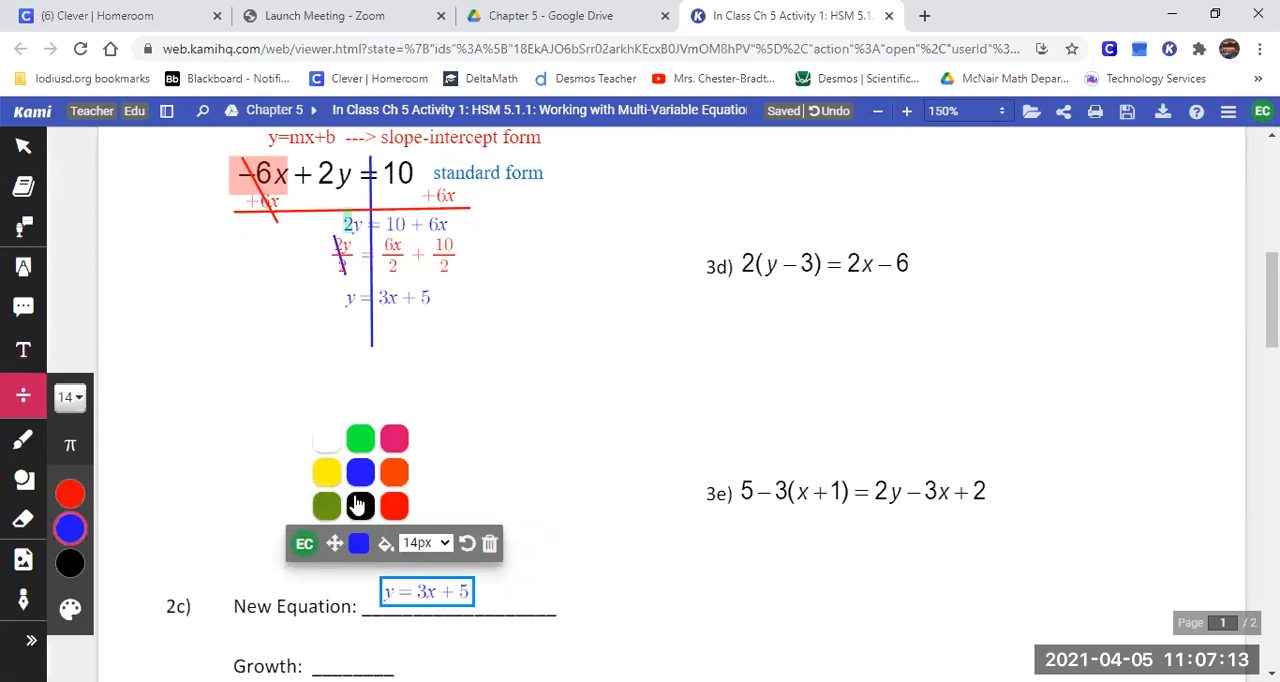 (6) Clever | Homeroom
Launch Meeting - Zoom
Chapter 5 - Google Drive
In Class Ch 5 Activity 1: HSM 5.1.
web.kamihq.com/web/viewer.html?state=%7B"ids"%3A%5B"18EkAJO6bSrr02arkhKEcxB0JVmOM8hPV"%5D%2C"action"%3A"open"%2C"userId"%3...
lodiusd.org bookmarks
Blackboard - Notifi...
Clever | Homeroom
DeltaMath
Desmos Teacher
Mrs. Chester-Bradt...
Desmos | Scientific...
McNair Math Depar...
Technology Services
»
Kami Teacher Edu Chapter 5 In Class Ch 5 Activity 1: HSM 5.1.1: Working with Multi-Variable Equatio Saved Undo 150% EC
y=mx+b ---> slope-intercept form
-6x + 2y = 10 standard form
+6x +6x
2y = 10 + 6x
2y/2 = 6x/2 + 10/2
y = 3x + 5
3d) 2(y − 3) = 2x − 6
3e) 5 − 3(x + 1) = 2y − 3x + 2
14
π
T
A
EC 14px
y = 3x + 5
2c) New Equation: ____________________
Growth: ________
Page 1 / 2
2021-04-05 11:07:13